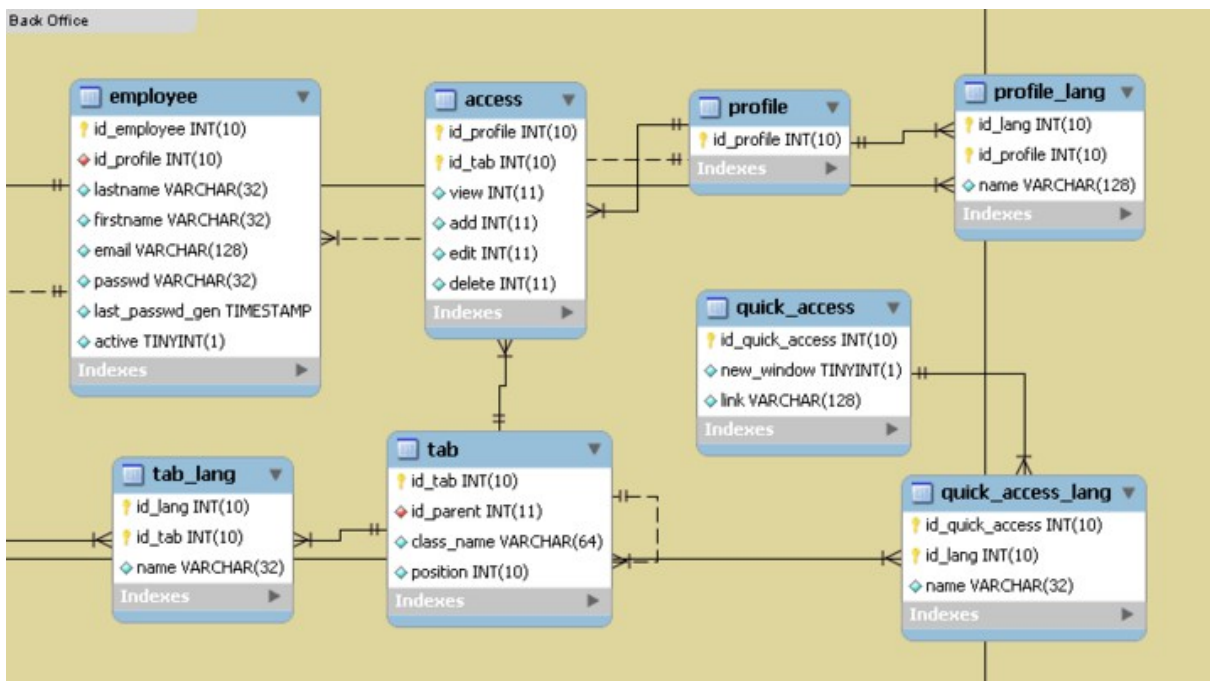 Back Office
employee
id_employee INT(10)
id_profile INT(10)
lastname VARCHAR(32)
firstname VARCHAR(32)
email VARCHAR(128)
passwd VARCHAR(32)
last_passwd_gen TIMESTAMP
active TINYINT(1)
Indexes
access
id_profile INT(10)
id_tab INT(10)
view INT(11)
add INT(11)
edit INT(11)
delete INT(11)
Indexes
profile
id_profile INT(10)
Indexes
profile_lang
id_lang INT(10)
id_profile INT(10)
name VARCHAR(128)
Indexes
quick_access
id_quick_access INT(10)
new_window TINYINT(1)
link VARCHAR(128)
Indexes
tab_lang
id_lang INT(10)
id_tab INT(10)
name VARCHAR(32)
Indexes
tab
id_tab INT(10)
id_parent INT(11)
class_name VARCHAR(64)
position INT(10)
Indexes
quick_access_lang
id_quick_access INT(10)
id_lang INT(10)
name VARCHAR(32)
Indexes